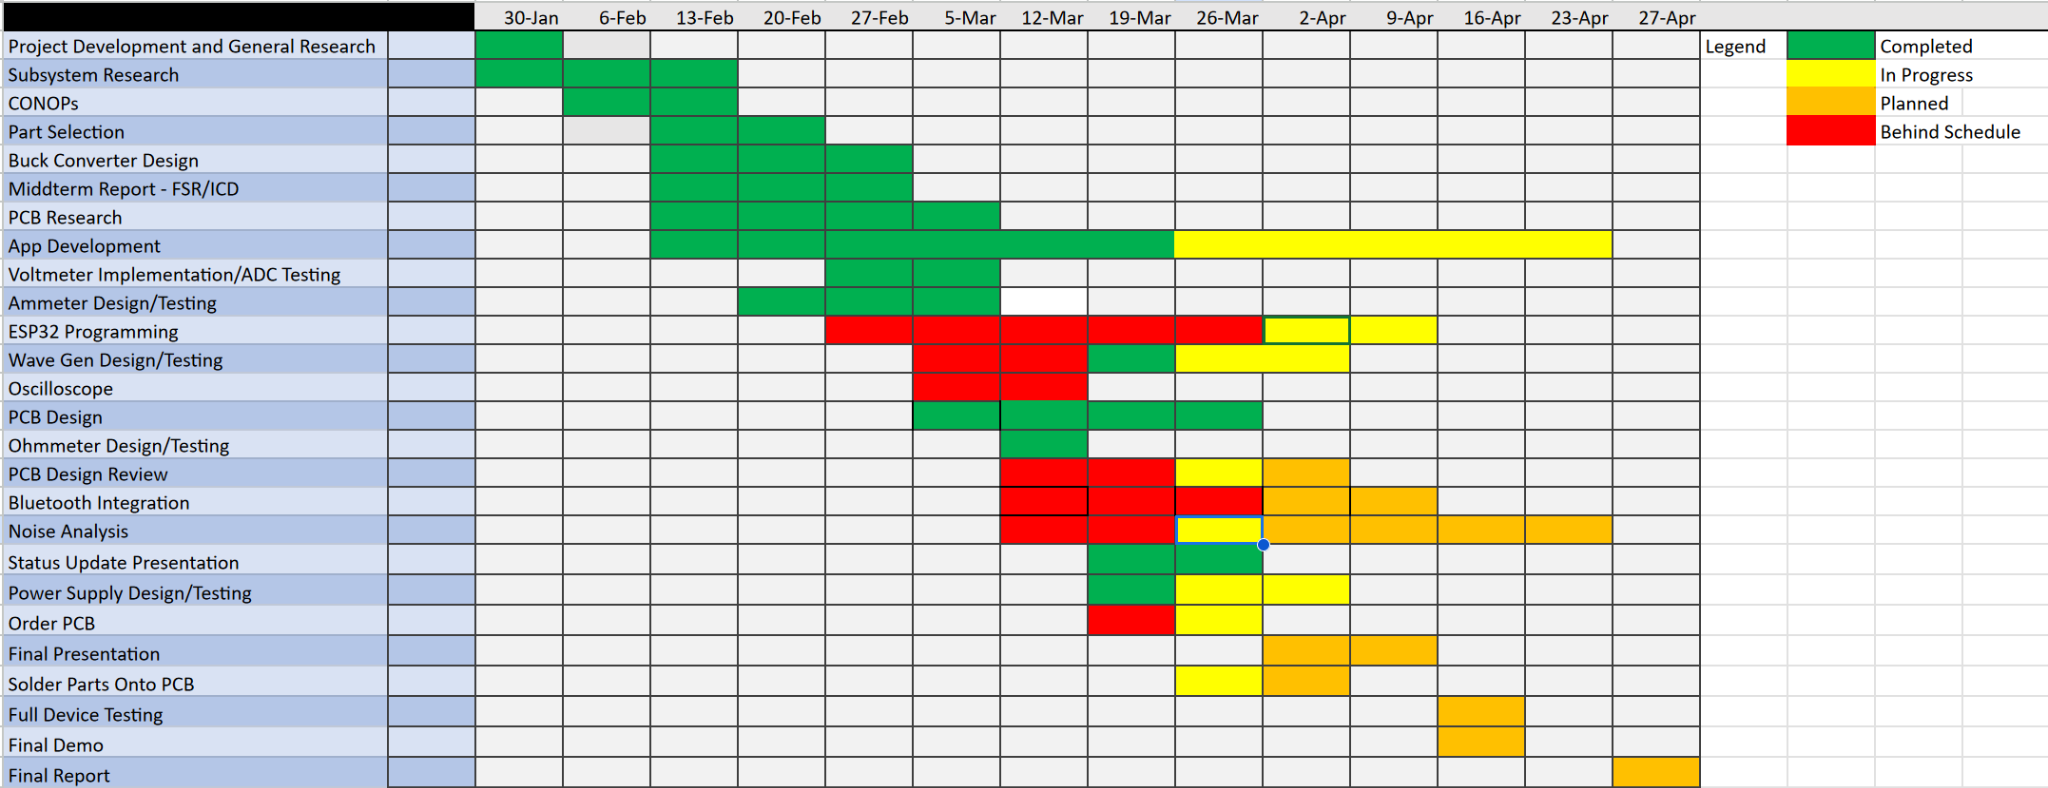 30-Jan 6-Feb 13-Feb 20-Feb 27-Feb 5-Mar 12-Mar 19-Mar 26-Mar 2-Apr 9-Apr 16-Apr 23-Apr 27-Apr
Project Development and General Research Legend Completed
Subsystem Research In Progress
CONOPs Planned
Part Selection Behind Schedule
Buck Converter Design
Middterm Report - FSR/ICD
PCB Research
App Development
Voltmeter Implementation/ADC Testing
Ammeter Design/Testing
ESP32 Programming
Wave Gen Design/Testing
Oscilloscope
PCB Design
Ohmmeter Design/Testing
PCB Design Review
Bluetooth Integration
Noise Analysis
Status Update Presentation
Power Supply Design/Testing
Order PCB
Final Presentation
Solder Parts Onto PCB
Full Device Testing
Final Demo
Final Report